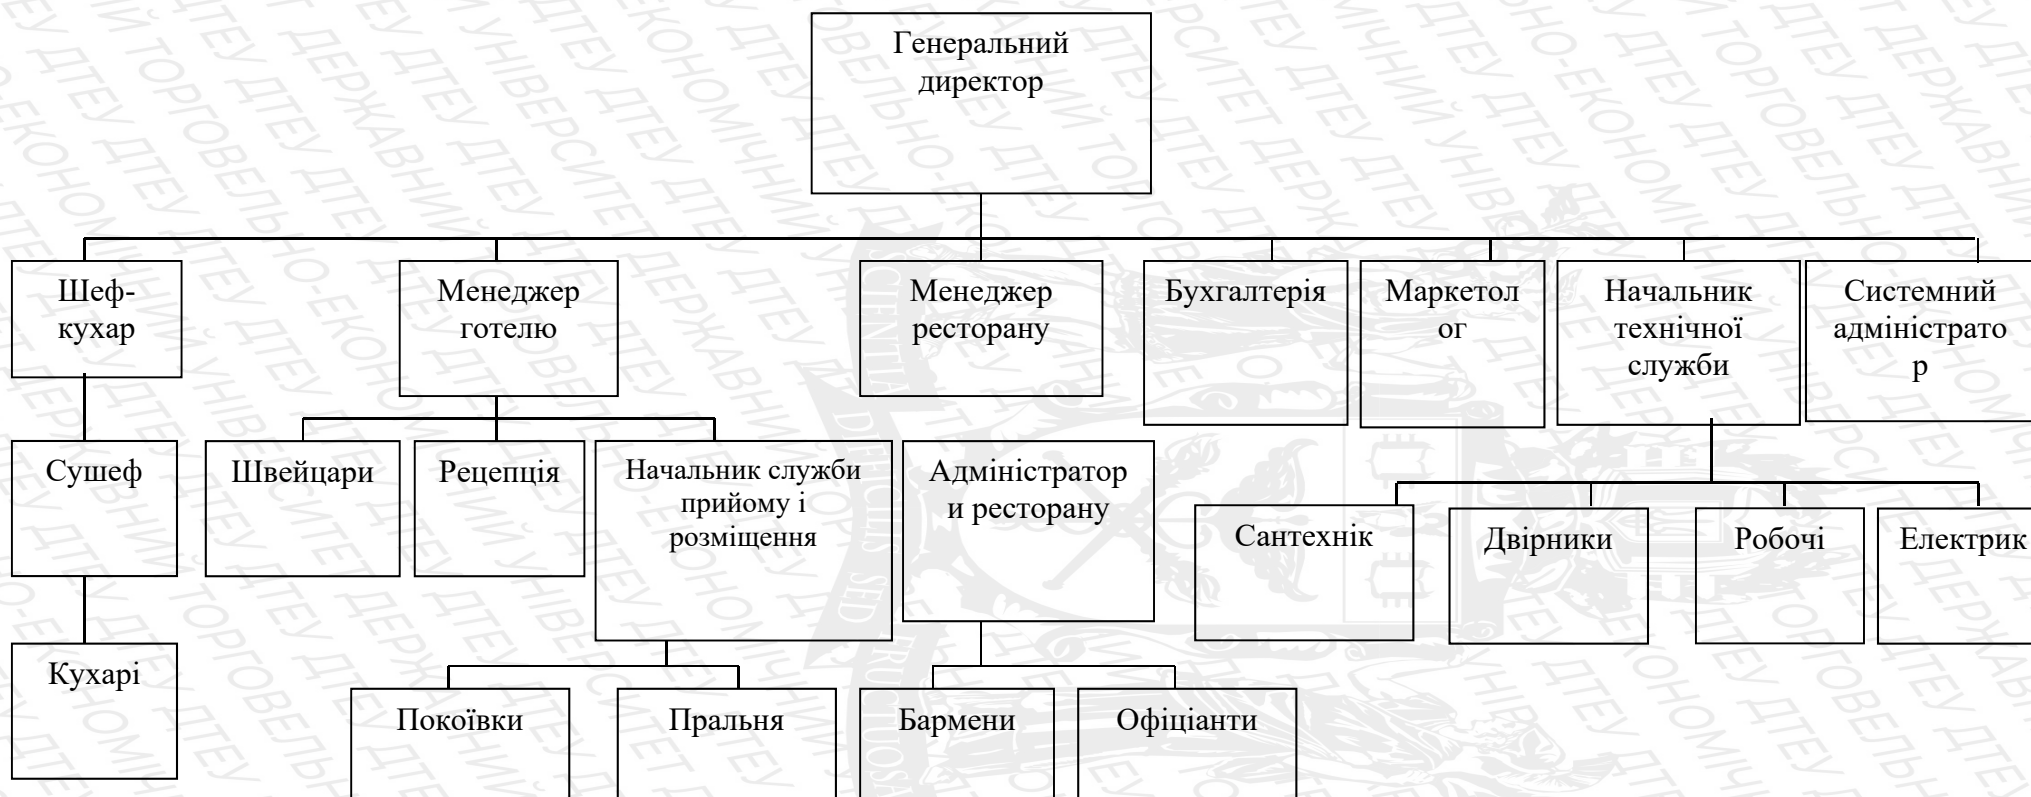 Генеральний
директор
Шеф-
кухар
Менеджер
готелю
Менеджер
ресторану
Бухгалтерія
Маркетол
ог
Начальник
технічної
служби
Системний
адміністрато
р
Сушеф
Швейцари
Рецепція
Начальник служби
прийому і
розміщення
Адміністратор
и ресторану
Сантехнік
Двірники
Робочі
Електрик
Кухарі
Покоївки
Пральня
Бармени
Офіціанти